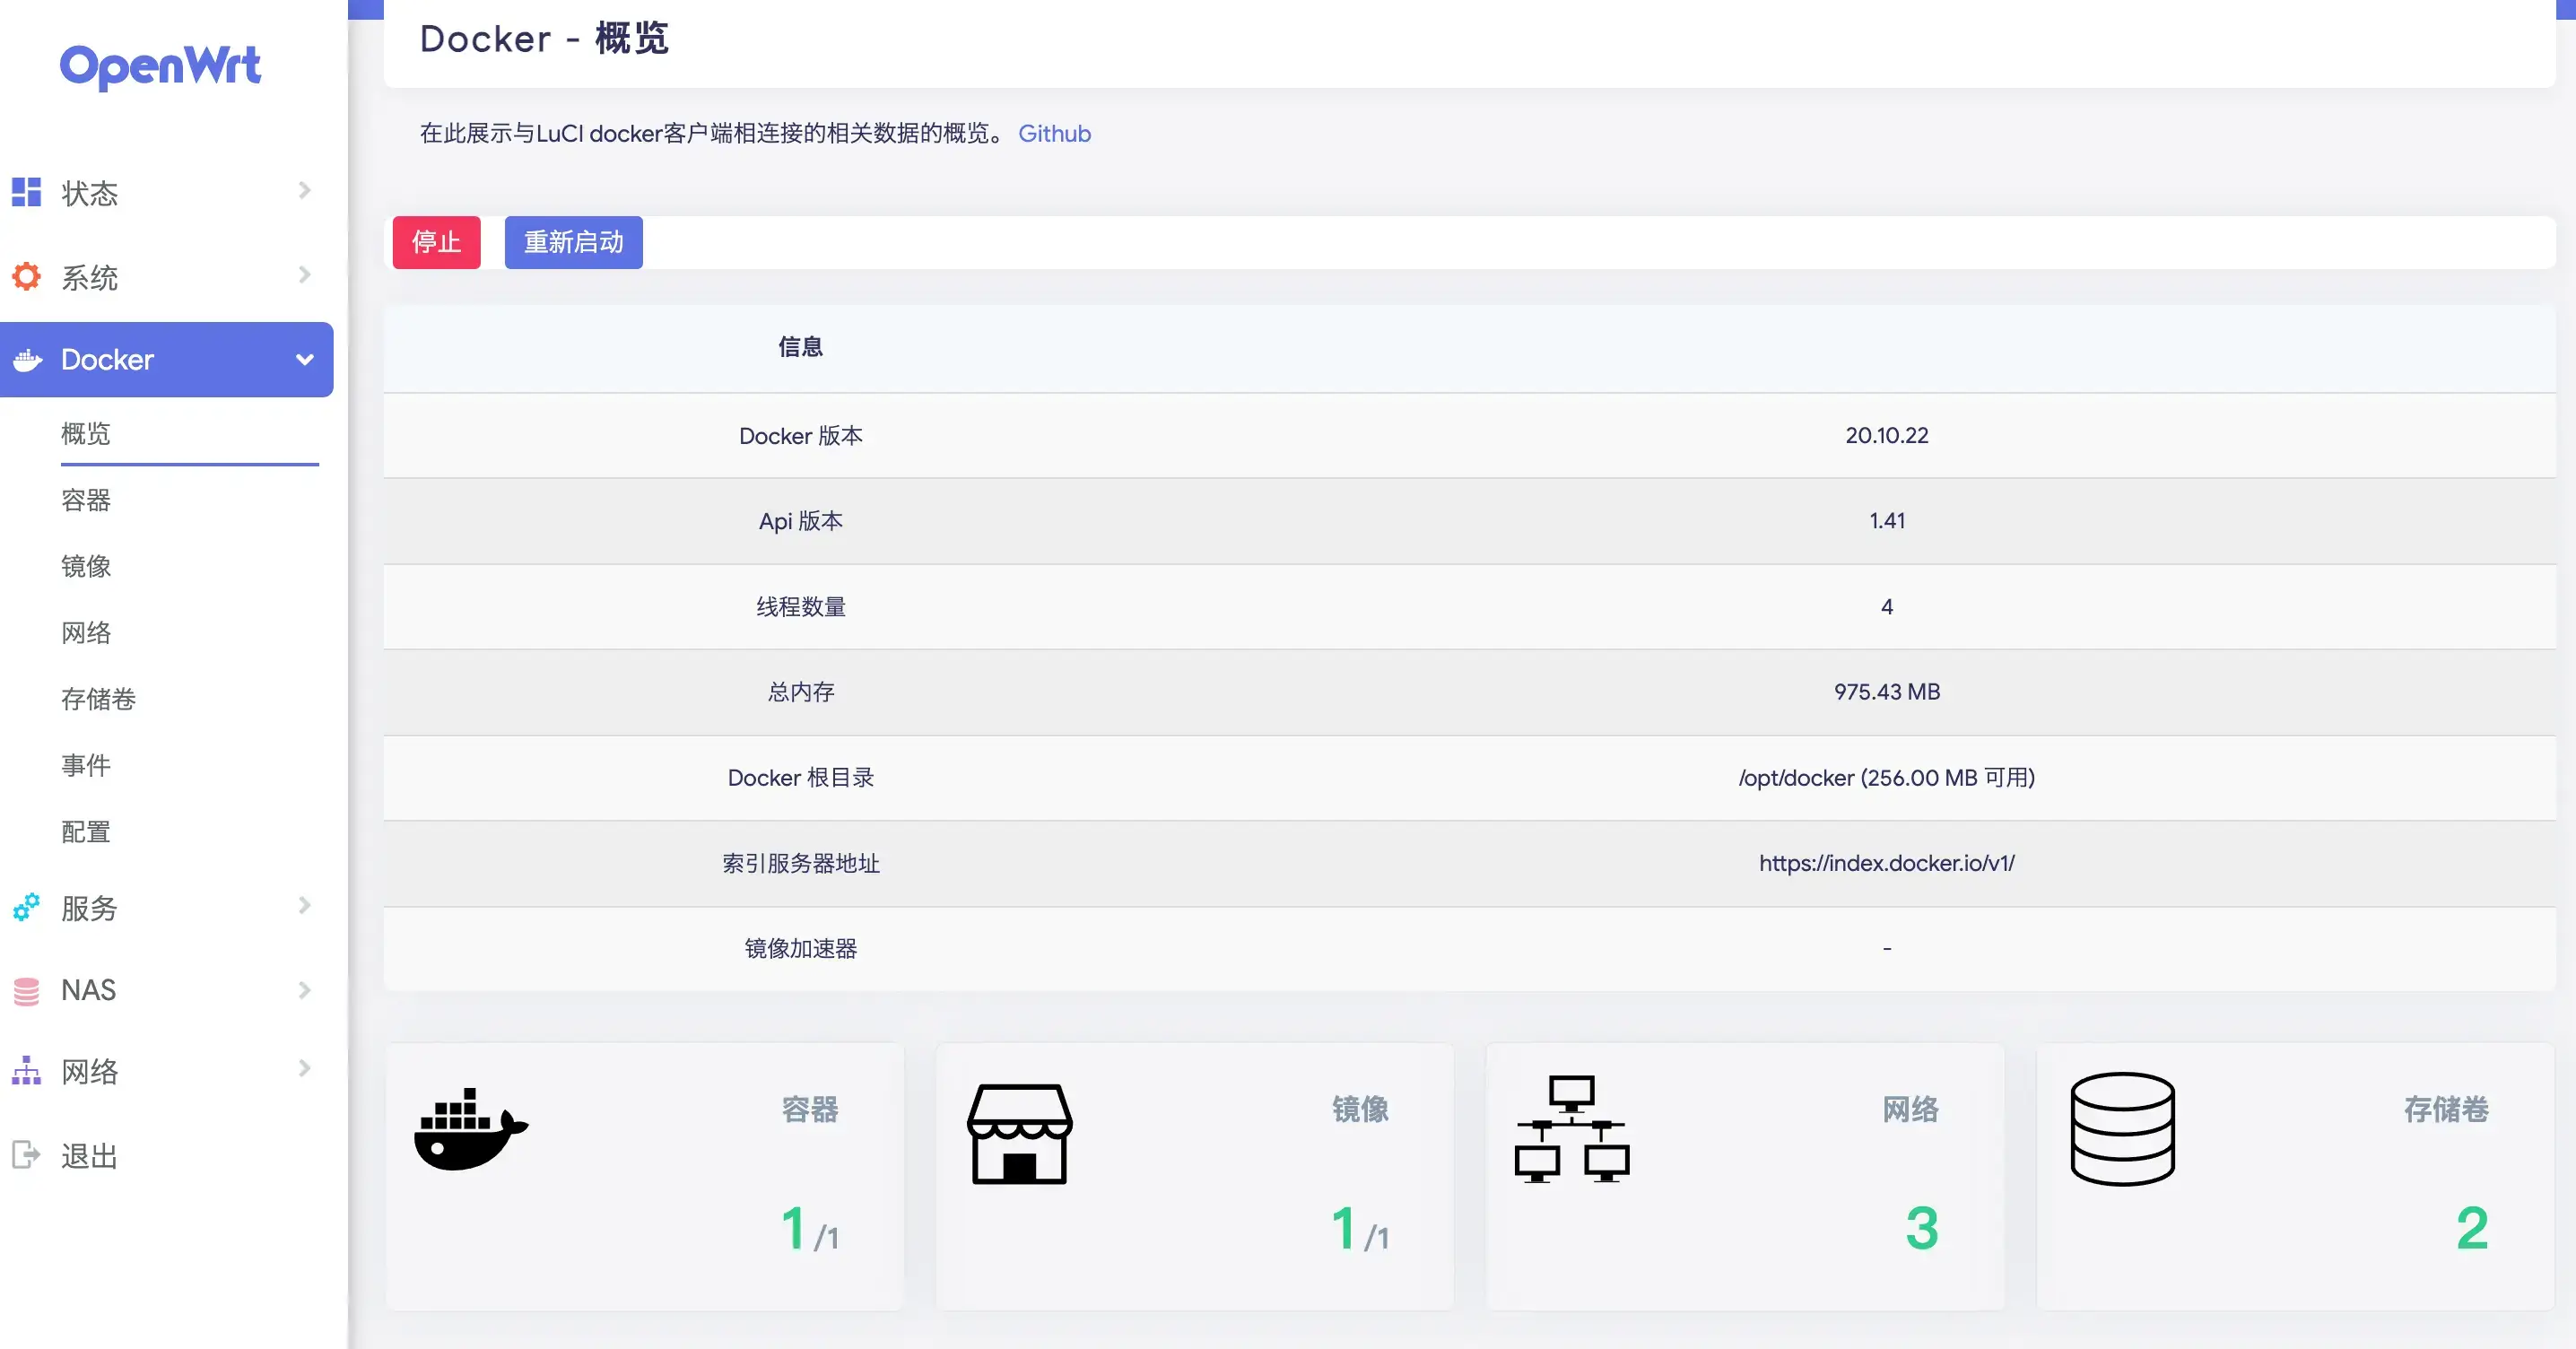 OpenWrt
状态
系统
Docker
概览
容器
镜像
网络
存储卷
事件
配置
服务
NAS
网络
退出
Docker - 概览
在此展示与LuCI docker客户端相连接的相关数据的概览。 Github
停止 重新启动
信息
Docker 版本 20.10.22
Api 版本 1.41
线程数量 4
总内存 975.43 MB
Docker 根目录 /opt/docker (256.00 MB 可用)
索引服务器地址 https://index.docker.io/v1/
镜像加速器 -
容器
1 /1
镜像
1 /1
网络
3
存储卷
2